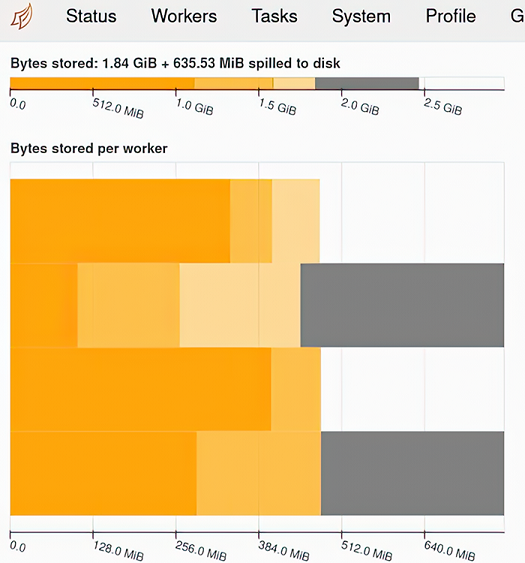 Status Workers Tasks System Profile G
Bytes stored: 1.84 GiB + 635.53 MiB spilled to disk
0.0 512.0 MiB 1.0 GiB 1.5 GiB 2.0 GiB 2.5 GiB
Bytes stored per worker
0.0 128.0 MiB 256.0 MiB 384.0 MiB 512.0 MiB 640.0 MiB